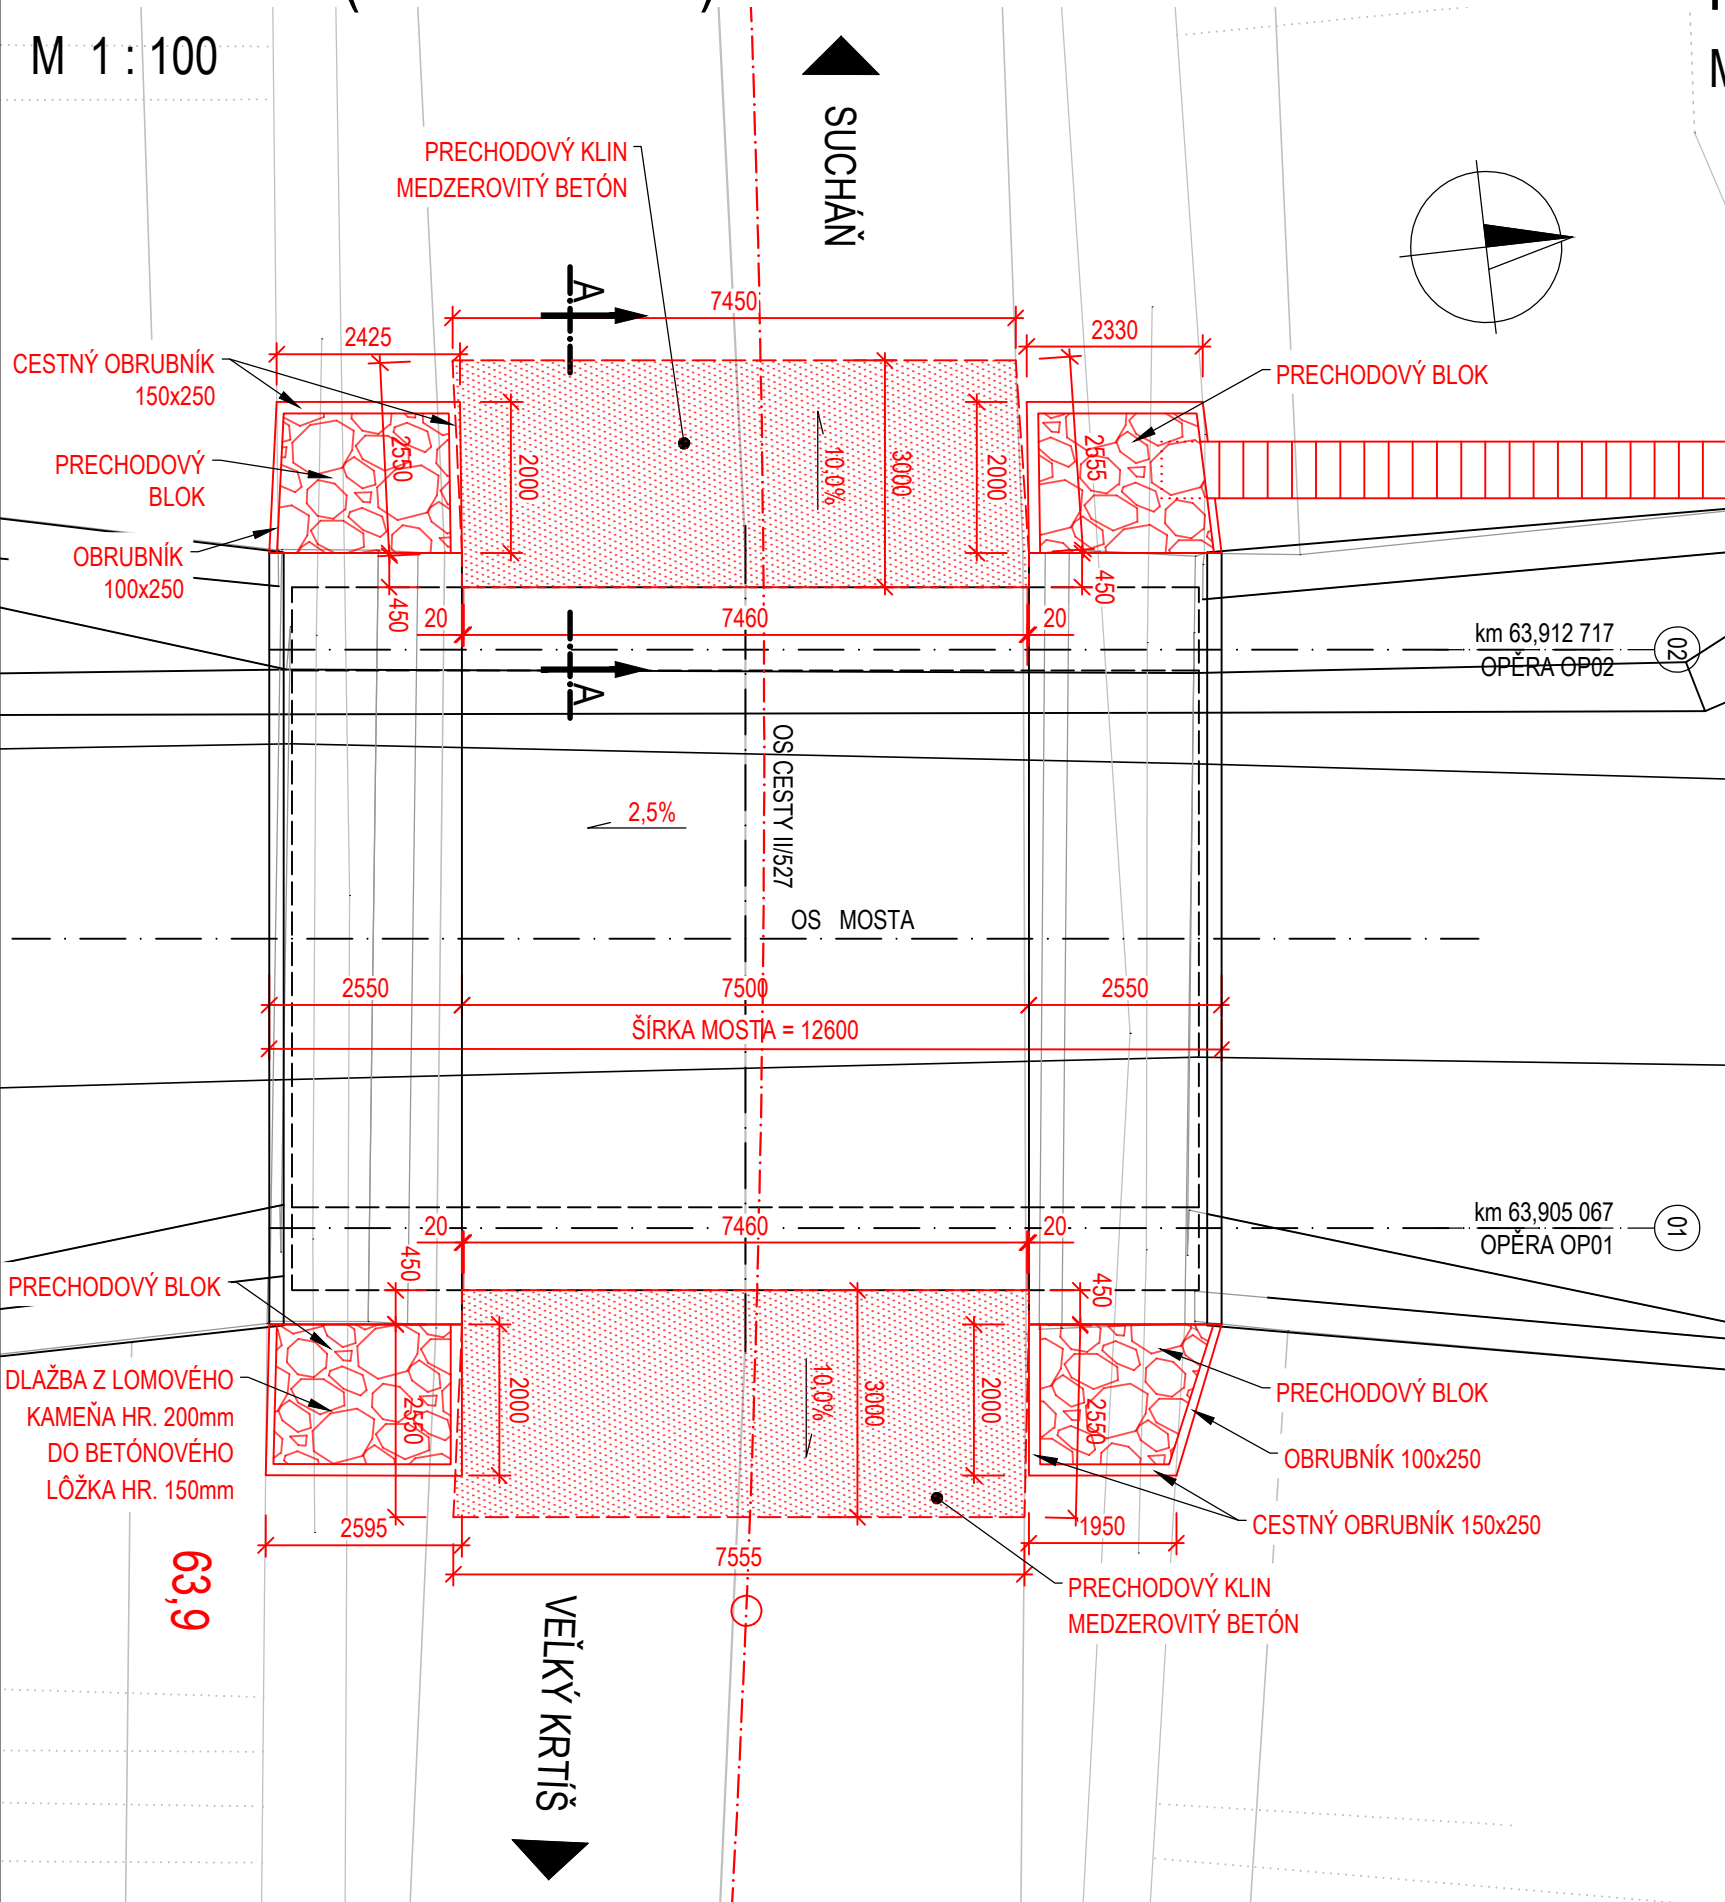 M 1 : 100
SUCHÁŇ
PRECHODOVÝ KLIN
MEDZEROVITÝ BETÓN
A
7450
2425
2330
CESTNÝ OBRUBNÍK
150x250
PRECHODOVÝ BLOK
PRECHODOVÝ
BLOK
2550
2000
10,0%
3000
2000
2655
OBRUBNÍK
100x250
450
450
20
7460
20
km 63,912 717
OPĚRA OP02
02
A
OS CESTY II/527
2,5%
OS MOSTA
2550
7500
2550
ŠÍRKA MOSTA = 12600
km 63,905 067
OPĚRA OP01
01
20
7460
20
450
450
PRECHODOVÝ BLOK
DLAŽBA Z LOMOVÉHO
KAMEŇA HR. 200mm
DO BETÓNOVÉHO
LÔŽKA HR. 150mm
2550
2000
10,0%
3000
2000
2550
PRECHODOVÝ BLOK
OBRUBNÍK 100x250
CESTNÝ OBRUBNÍK 150x250
2595
1950
7555
PRECHODOVÝ KLIN
MEDZEROVITÝ BETÓN
63,9
VEĽKÝ KRTÍŠ